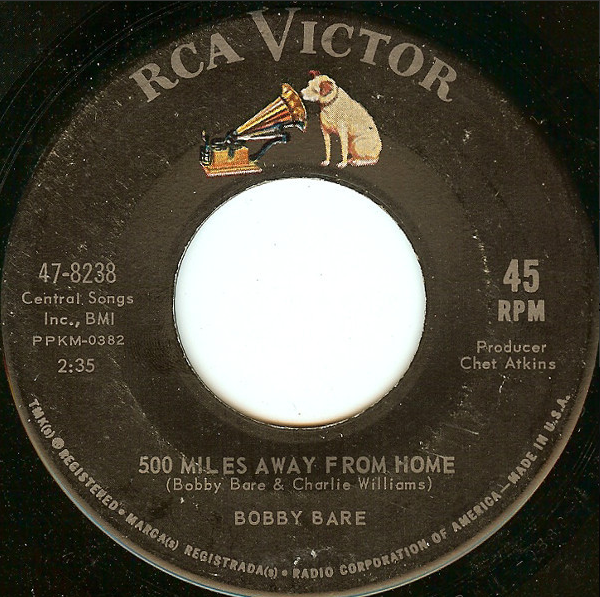 RCA VICTOR
47-8238
Central Songs
Inc., BMI
PPKM-0382
2:35
45
RPM
Producer
Chet Atkins
500 MILES AWAY FROM HOME
(Bobby Bare & Charlie Williams)
BOBBY BARE
TMK(s) ® REGISTERED • MARCA(s) REGISTRADA(s) • RADIO CORPORATION OF AMERICA—MADE IN U.S.A.